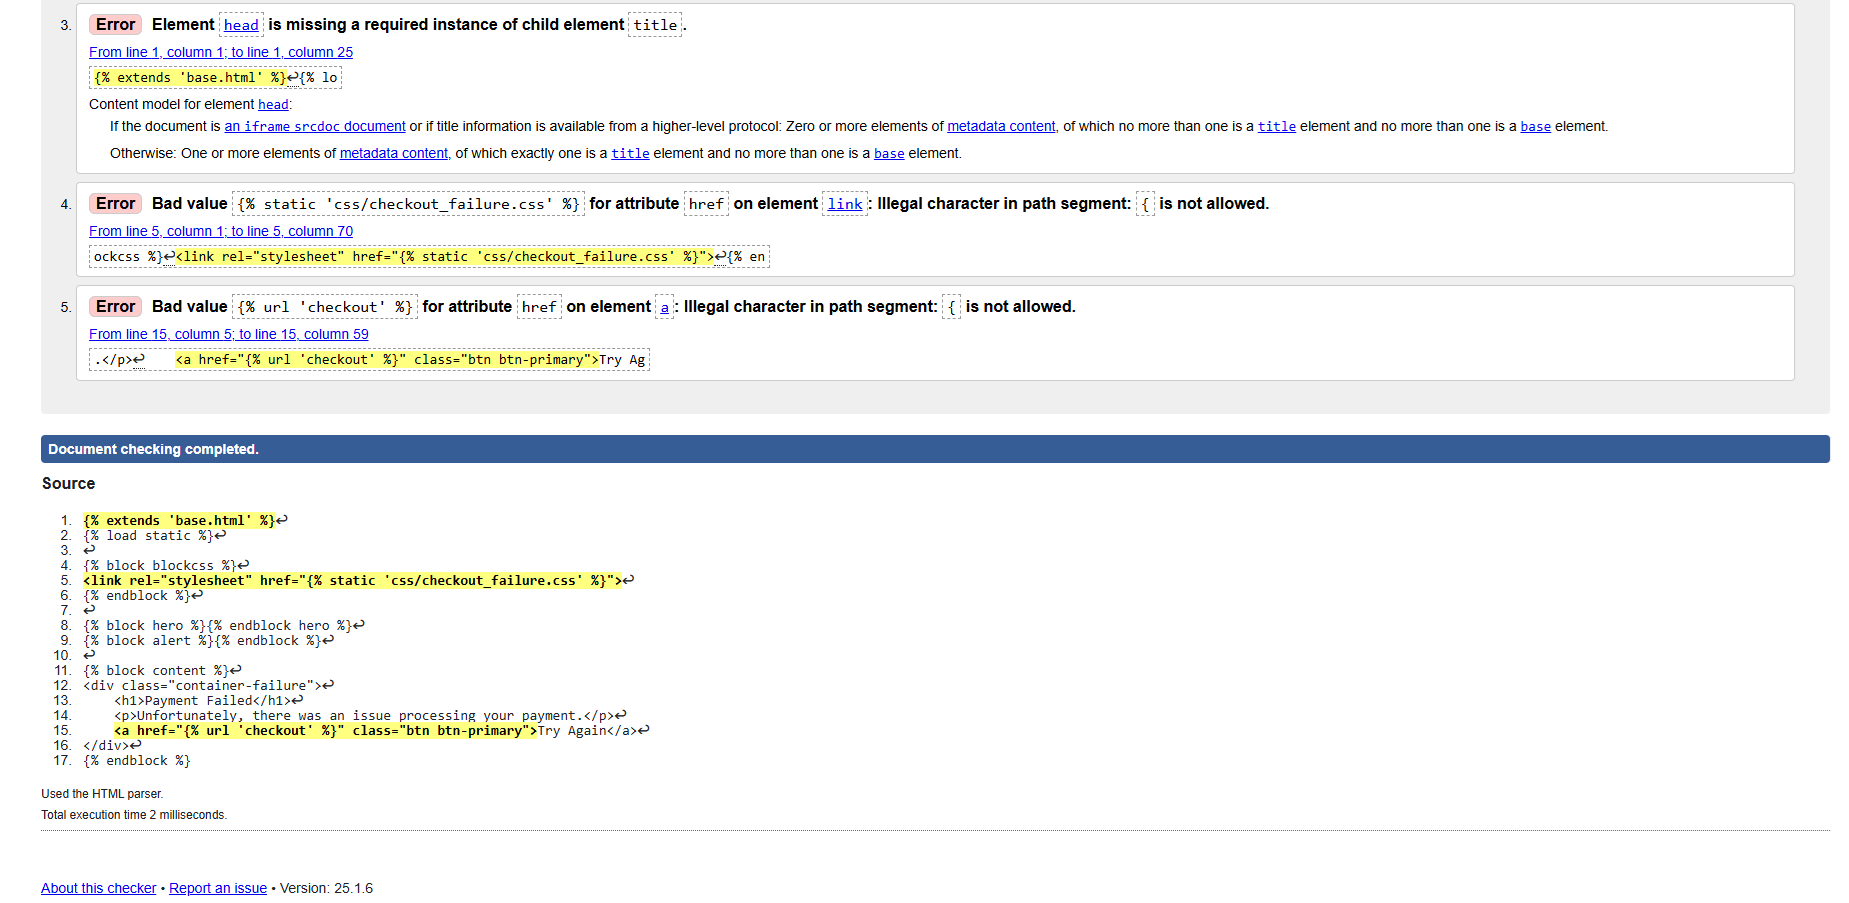 3. Error Element head is missing a required instance of child element title.
From line 1, column 1; to line 1, column 25
{% extends 'base.html' %}↩{% lo
Content model for element head:
If the document is an iframe srcdoc document or if title information is available from a higher-level protocol: Zero or more elements of metadata content, of which no more than one is a title element and no more than one is a base element.
Otherwise: One or more elements of metadata content, of which exactly one is a title element and no more than one is a base element.
4. Error Bad value {% static 'css/checkout_failure.css' %} for attribute href on element link: Illegal character in path segment: { is not allowed.
From line 5, column 1; to line 5, column 70
ockcss %}↩<link rel="stylesheet" href="{% static 'css/checkout_failure.css' %}">↩{% en
5. Error Bad value {% url 'checkout' %} for attribute href on element a: Illegal character in path segment: { is not allowed.
From line 15, column 5; to line 15, column 59
.</p>↩    <a href="{% url 'checkout' %}" class="btn btn-primary">Try Ag
Document checking completed.
Source
1. {% extends 'base.html' %}↩
2. {% load static %}↩
3. ↩
4. {% block blockcss %}↩
5. <link rel="stylesheet" href="{% static 'css/checkout_failure.css' %}">↩
6. {% endblock %}↩
7. ↩
8. {% block hero %}{% endblock hero %}↩
9. {% block alert %}{% endblock %}↩
10. ↩
11. {% block content %}↩
12. <div class="container-failure">↩
13.     <h1>Payment Failed</h1>↩
14.     <p>Unfortunately, there was an issue processing your payment.</p>↩
15.     <a href="{% url 'checkout' %}" class="btn btn-primary">Try Again</a>↩
16. </div>↩
17. {% endblock %}
Used the HTML parser.
Total execution time 2 milliseconds.
About this checker • Report an issue • Version: 25.1.6